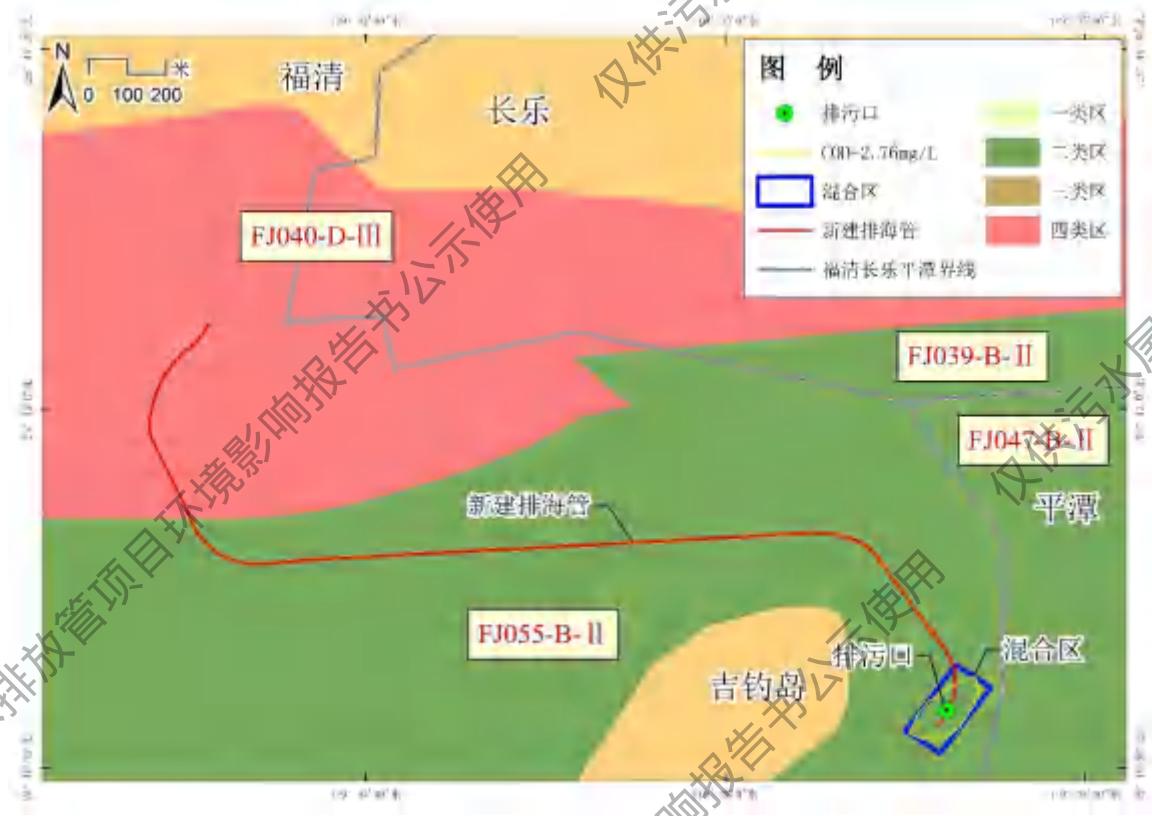 N
米
0 100 200
福清
长乐
图 例
排污口
一类区
COD-2.76mg/L
二类区
混合区
三类区
新建排海管
四类区
福清长乐平潭界线
FJ040-D-III
FJ039-B-II
FJ047-B-II
平潭
新建排海管
FJ055-B-II
排污口
混合区
吉钓岛
仅供污水
排放管项目环境影响报告书公示使用
仅供污水
响报告书公示使用